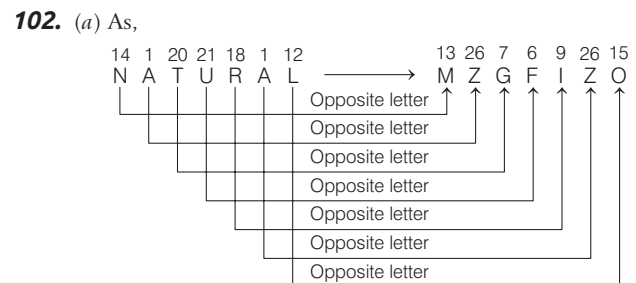 102. (a) As,
14 1 20 21 18 1 12 13 26 7 6 9 26 15
N A T U R A L M Z G F I Z O
Opposite letter
Opposite letter
Opposite letter
Opposite letter
Opposite letter
Opposite letter
Opposite letter